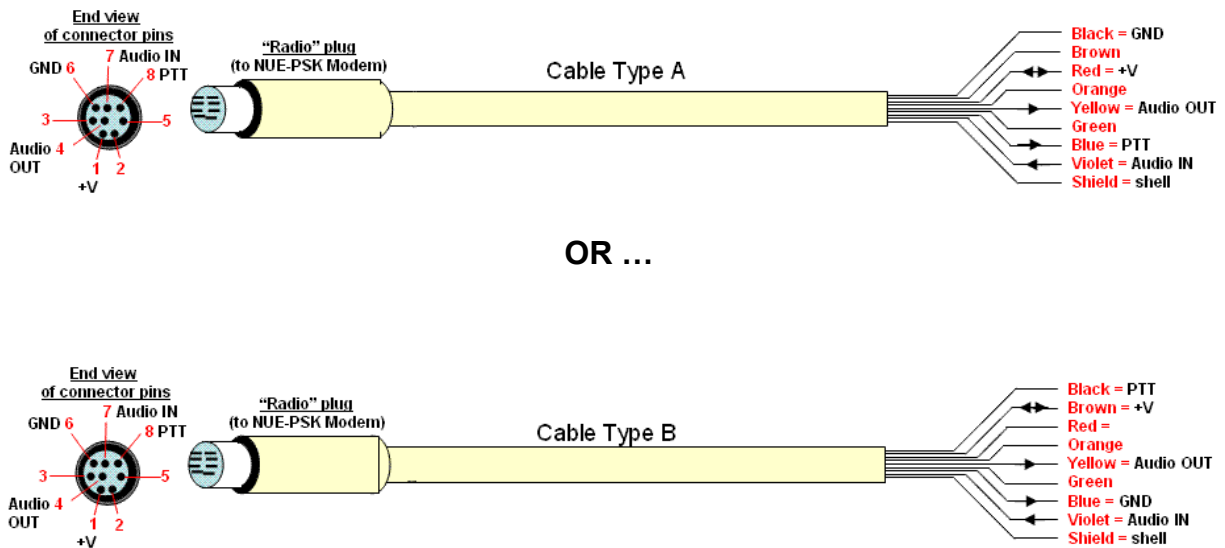 End view
of connector pins
7 Audio IN
GND 6
8 PTT
3
5
Audio 4
OUT
1
2
+V
"Radio" plug
(to NUE-PSK Modem)
Cable Type A
Black = GND
Brown
Red = +V
Orange
Yellow = Audio OUT
Green
Blue = PTT
Violet = Audio IN
Shield = shell
OR …
End view
of connector pins
7 Audio IN
GND 6
8 PTT
3
5
Audio 4
OUT
1
2
+V
"Radio" plug
(to NUE-PSK Modem)
Cable Type B
Black = PTT
Brown = +V
Red =
Orange
Yellow = Audio OUT
Green
Blue = GND
Violet = Audio IN
Shield = shell